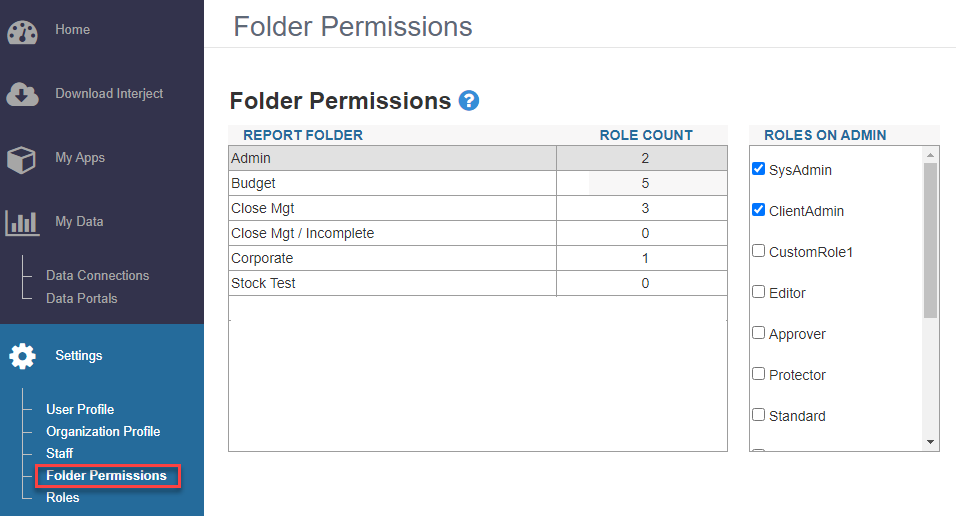 Home
Download Interject
My Apps
My Data
Data Connections
Data Portals
Settings
User Profile
Organization Profile
Staff
Folder Permissions
Roles
Folder Permissions
Folder Permissions ?
REPORT FOLDER ROLE COUNT
Admin 2
Budget 5
Close Mgt 3
Close Mgt / Incomplete 0
Corporate 1
Stock Test 0
ROLES ON ADMIN
SysAdmin
ClientAdmin
CustomRole1
Editor
Approver
Protector
Standard